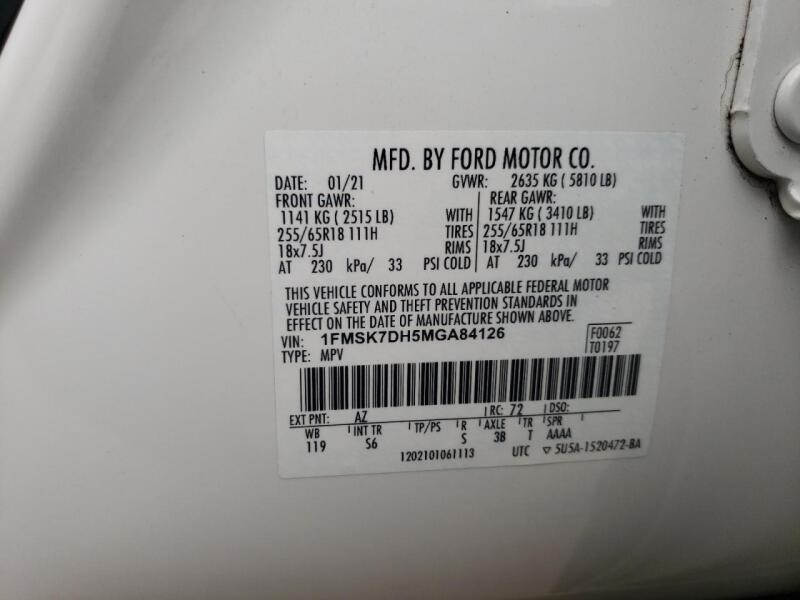 MFD. BY FORD MOTOR CO.
DATE: 01/21 GVWR: 2635 KG ( 5810 LB)
FRONT GAWR: REAR GAWR:
1141 KG ( 2515 LB) WITH 1547 KG ( 3410 LB) WITH
255/65R18 111H TIRES 255/65R18 111H TIRES
18x7.5J RIMS 18x7.5J RIMS
AT 230 kPa/ 33 PSI COLD AT 230 kPa/ 33 PSI COLD
THIS VEHICLE CONFORMS TO ALL APPLICABLE FEDERAL MOTOR
VEHICLE SAFETY AND THEFT PREVENTION STANDARDS IN
EFFECT ON THE DATE OF MANUFACTURE SHOWN ABOVE.
VIN: 1FMSK7DH5MGA84126 F0062
TYPE: MPV T0197
EXT PNT: AZ RC: 72 DSO:
WB INT TR TP/PS R AXLE TR SPR
119 S6 S 3B T AAAA
1202101061113 UTC ▽ 5U5A-1520472-BA